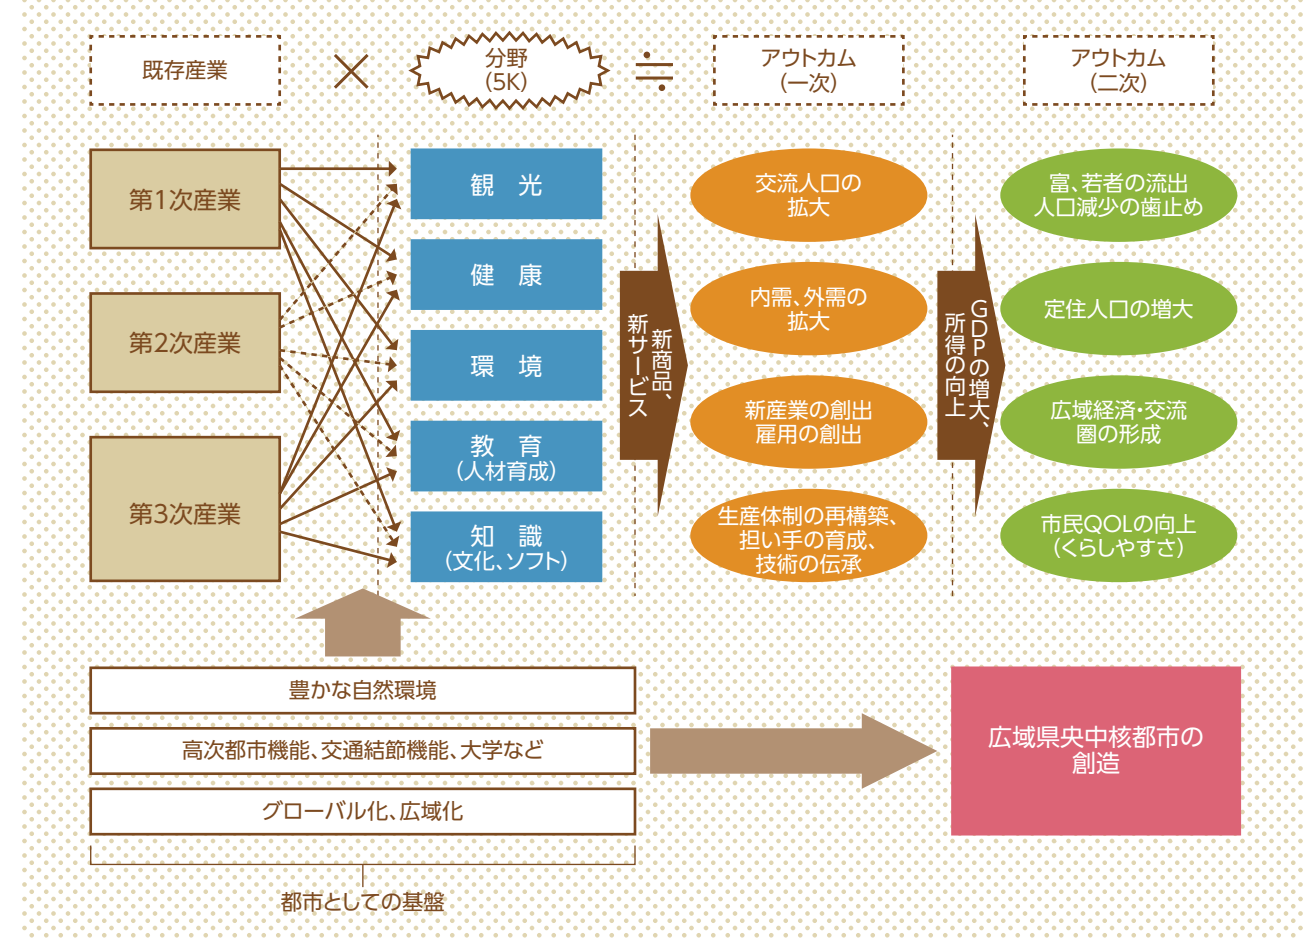 既存産業
×
分野
(5K)
≒
アウトカム
(一次)
アウトカム
(二次)
第1次産業
第2次産業
第3次産業
観 光
健 康
環 境
教 育
(人材育成)
知 識
(文化、ソフト)
新商品、
新サービス
交流人口の
拡大
内需、外需の
拡大
新産業の創出
雇用の創出
生産体制の再構築、
担い手の育成、
技術の伝承
GDPの増大、
所得の向上
富、若者の流出
人口減少の歯止め
定住人口の増大
広域経済・交流
圏の形成
市民QOLの向上
(くらしやすさ)
豊かな自然環境
高次都市機能、交通結節機能、大学など
グローバル化、広域化
都市としての基盤
広域県央中核都市の
創造